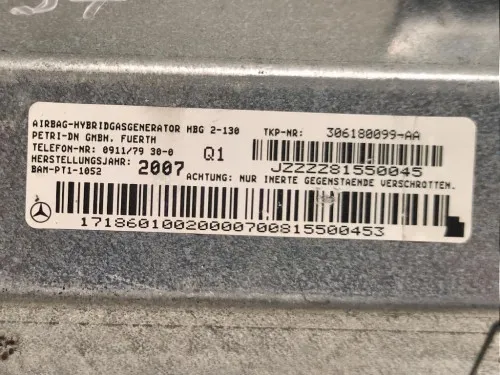 AIRBAG-HYBRIDGASGENERATOR HBG 2-130
PETRI-DN GMBH. FUERTH
TELEFON-NR: 0911/79 30-0
HERSTELLUNGSJAHR: 2007
BAM-PT1-1052
Q1
TKP-NR: 306180099-AA
JZZZZ81550045
ACHTUNG: NUR INERTE GEGENSTAENDE VERSCHROTTEN.
17186010020000700815500453